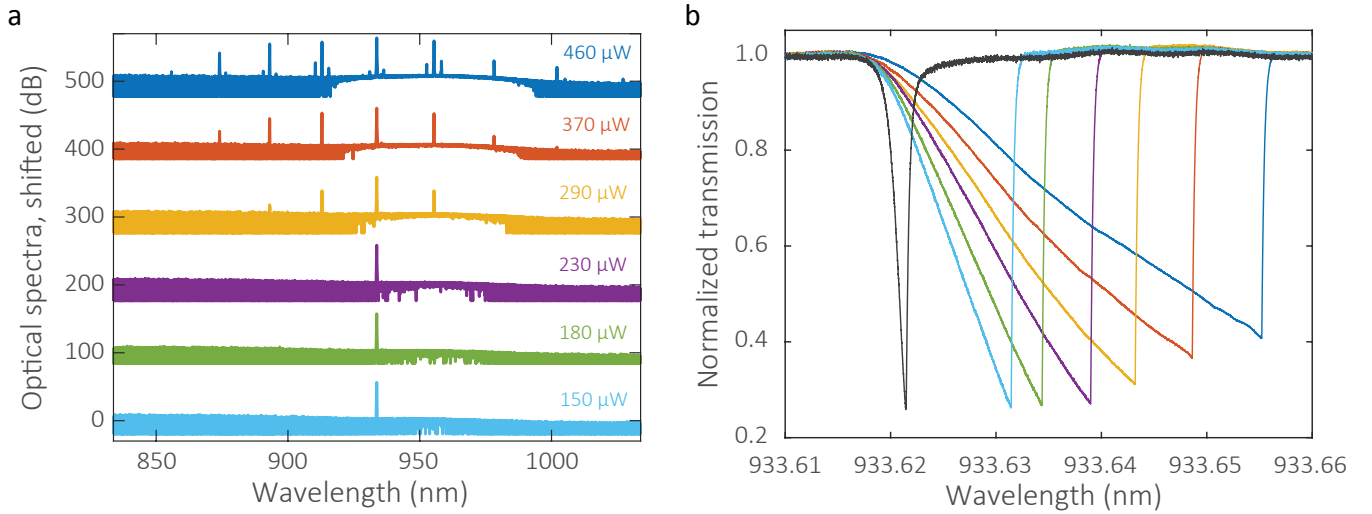 a
Optical spectra, shifted (dB)
500
400
300
200
100
0
460 µW
370 µW
290 µW
230 µW
180 µW
150 µW
850
900
950
1000
Wavelength (nm)
b
Normalized transmission
1.0
0.8
0.6
0.4
0.2
933.61
933.62
933.63
933.64
933.65
933.66
Wavelength (nm)